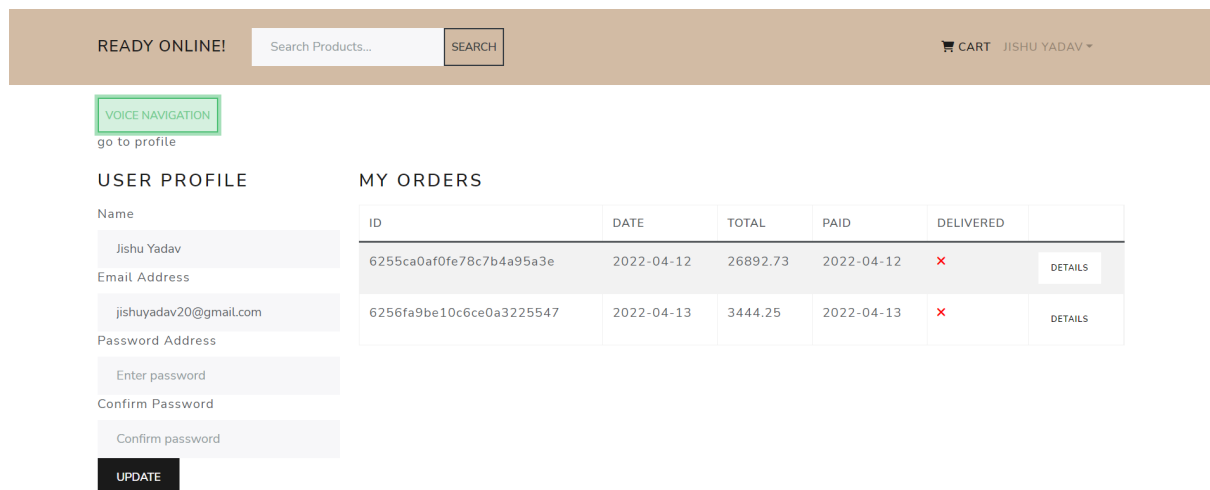 READY ONLINE! Search Products... SEARCH CART JISHU YADAV
VOICE NAVIGATION
go to profile
USER PROFILE
Name
Jishu Yadav
Email Address
jishuyadav20@gmail.com
Password Address
Enter password
Confirm Password
Confirm password
UPDATE
MY ORDERS
ID DATE TOTAL PAID DELIVERED
6255ca0af0fe78c7b4a95a3e 2022-04-12 26892.73 2022-04-12 DETAILS
6256fa9be10c6ce0a3225547 2022-04-13 3444.25 2022-04-13 DETAILS